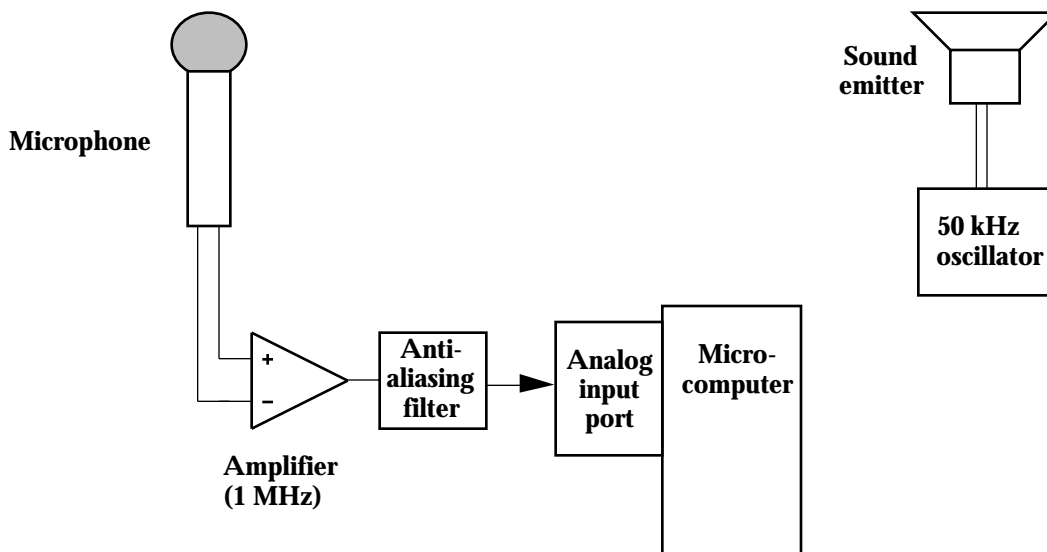 Microphone
Sound
emitter
50 kHz
oscillator
+
−
Amplifier
(1 MHz)
Anti-
aliasing
filter
Analog
input
port
Micro-
computer